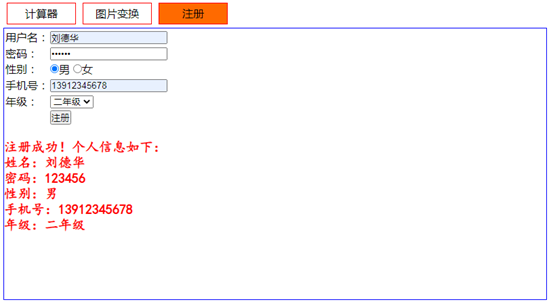 计算器 图片变换 注册
用户名： 刘德华
密码： ••••••
性别： 男 女
手机号： 13912345678
年级： 二年级
注册
注册成功！个人信息如下：
姓名：刘德华
密码：123456
性别：男
手机号：13912345678
年级：二年级